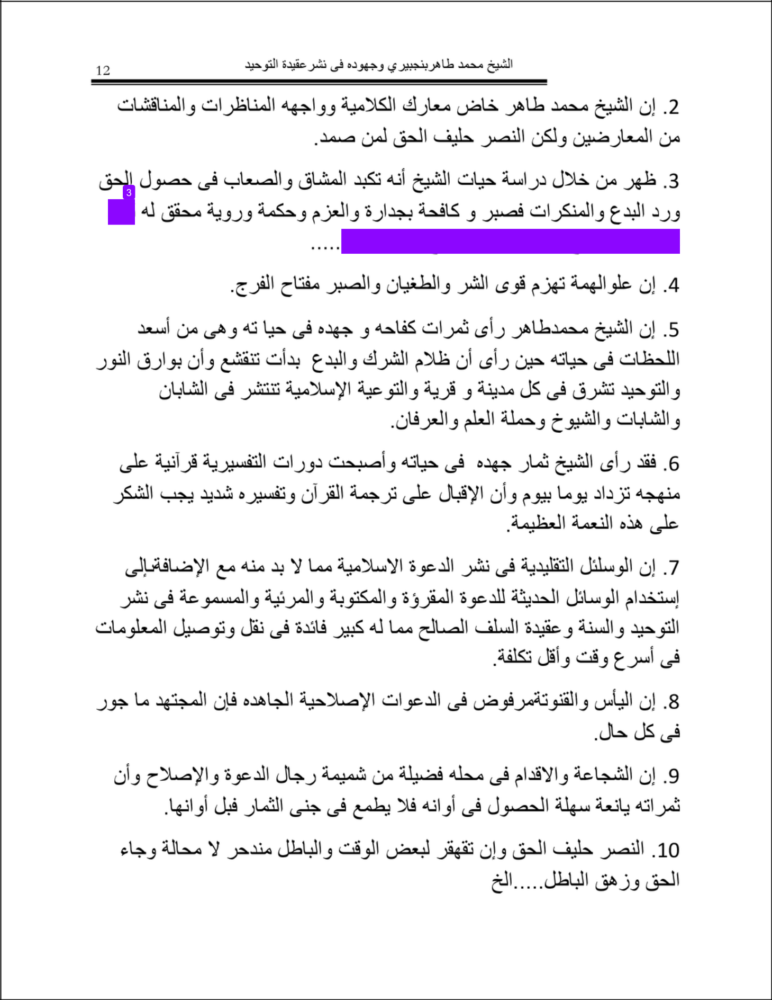 الشيخ محمد طاهربنجبيري وجهوده فى نشرعقيدة التوحيد
12
2. إن الشيخ محمد طاهر خاض معارك الكلامية وواجهه المناظرات والمناقشات
من المعارضين ولكن النصر حليف الحق لمن صمد.
3. ظهر من خلال دراسة حيات الشيخ أنه تكبد المشاق والصعاب فى حصول الحق
3
ورد البدع والمنكرات فصبر و كافحة بجدارة والعزم وحكمة وروية محقق له
.....
4. إن علوالهمة تهزم قوى الشر والطغيان والصبر مفتاح الفرج.
5. إن الشيخ محمدطاهر رأى ثمرات كفاحه و جهده فى حيا ته وهى من أسعد
اللحظات فى حياته حين رأى أن ظلام الشرك والبدع بدأت تنقشع وأن بوارق النور
والتوحيد تشرق فى كل مدينة و قرية والتوعية الإسلامية تنتشر فى الشابان
والشابات والشيوخ وحملة العلم والعرفان.
6. فقد رأى الشيخ ثمار جهده فى حياته وأصبحت دورات التفسيرية قرآنية على
منهجه تزداد يوما بيوم وأن الإقبال على ترجمة القرآن وتفسيره شديد يجب الشكر
على هذه النعمة العظيمة.
7. إن الوسلئل التقليدية فى نشر الدعوة الاسلامية مما لا بد منه مع الإضافةىإلى
إستخدام الوسائل الحديثة للدعوة المقرؤة والمكتوبة والمرئية والمسموعة فى نشر
التوحيد والسنة وعقيدة السلف الصالح مما له كبير فائدة فى نقل وتوصيل المعلومات
فى أسرع وقت وأقل تكلفة.
8. إن اليأس والقنوتةمرفوض فى الدعوات الإصلاحية الجاهده فإن المجتهد ما جور
فى كل حال.
9. إن الشجاعة والاقدام فى محله فضيلة من شميمة رجال الدعوة والإصلاح وأن
ثمراته يانعة سهلة الحصول فى أوانه فلا يطمع فى جنى الثمار فبل أوانها.
10. النصر حليف الحق وإن تقهقر لبعض الوقت والباطل مندحر لا محالة وجاء
الحق وزهق الباطل.....الخ